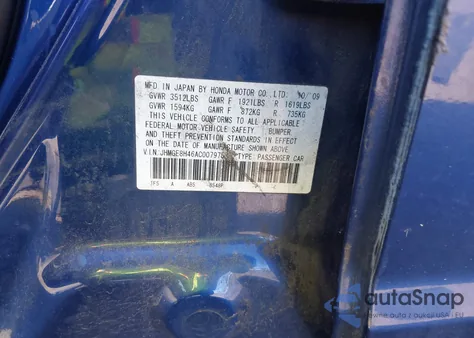 MFD IN JAPAN BY HONDA MOTOR CO.,LTD. 10/09
GVWR 3512LBS GAWR F 1921LBS R 1619LBS
GVWR 1594KG GAWR F 872KG R 735KG
THIS VEHICLE CONFORMS TO ALL APPLICABLE
FEDERAL MOTOR VEHICLE SAFETY BUMPER
AND THEFT PREVENTION STANDARDS IN EFFECT
ON THE DATE OF MANUFACTURE SHOWN ABOVE.
V.I.N: TYPE: PASSENGER CAR
A
autoSnap